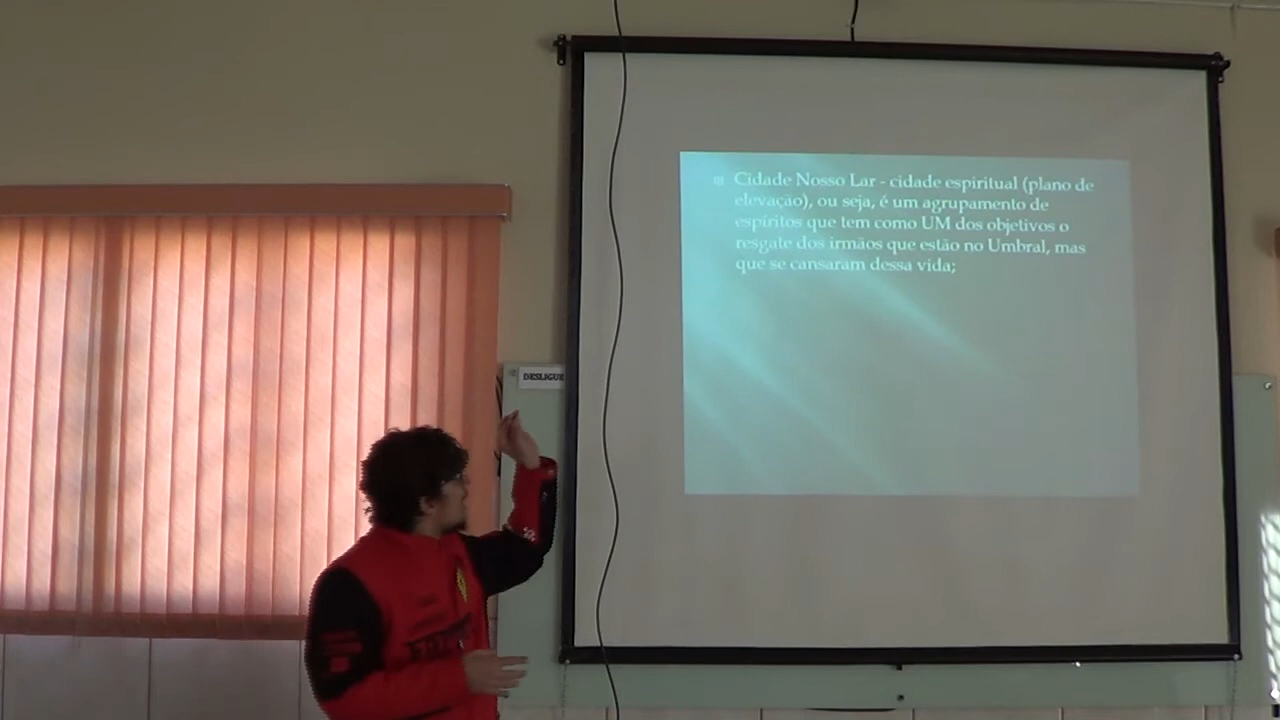 Cidade Nosso Lar - cidade espiritual (plano de
elevação), ou seja, é um agrupamento de
espíritos que tem como UM dos objetivos o
resgate dos irmãos que estão no Umbral, mas
que se cansaram dessa vida;
DESLIGUE